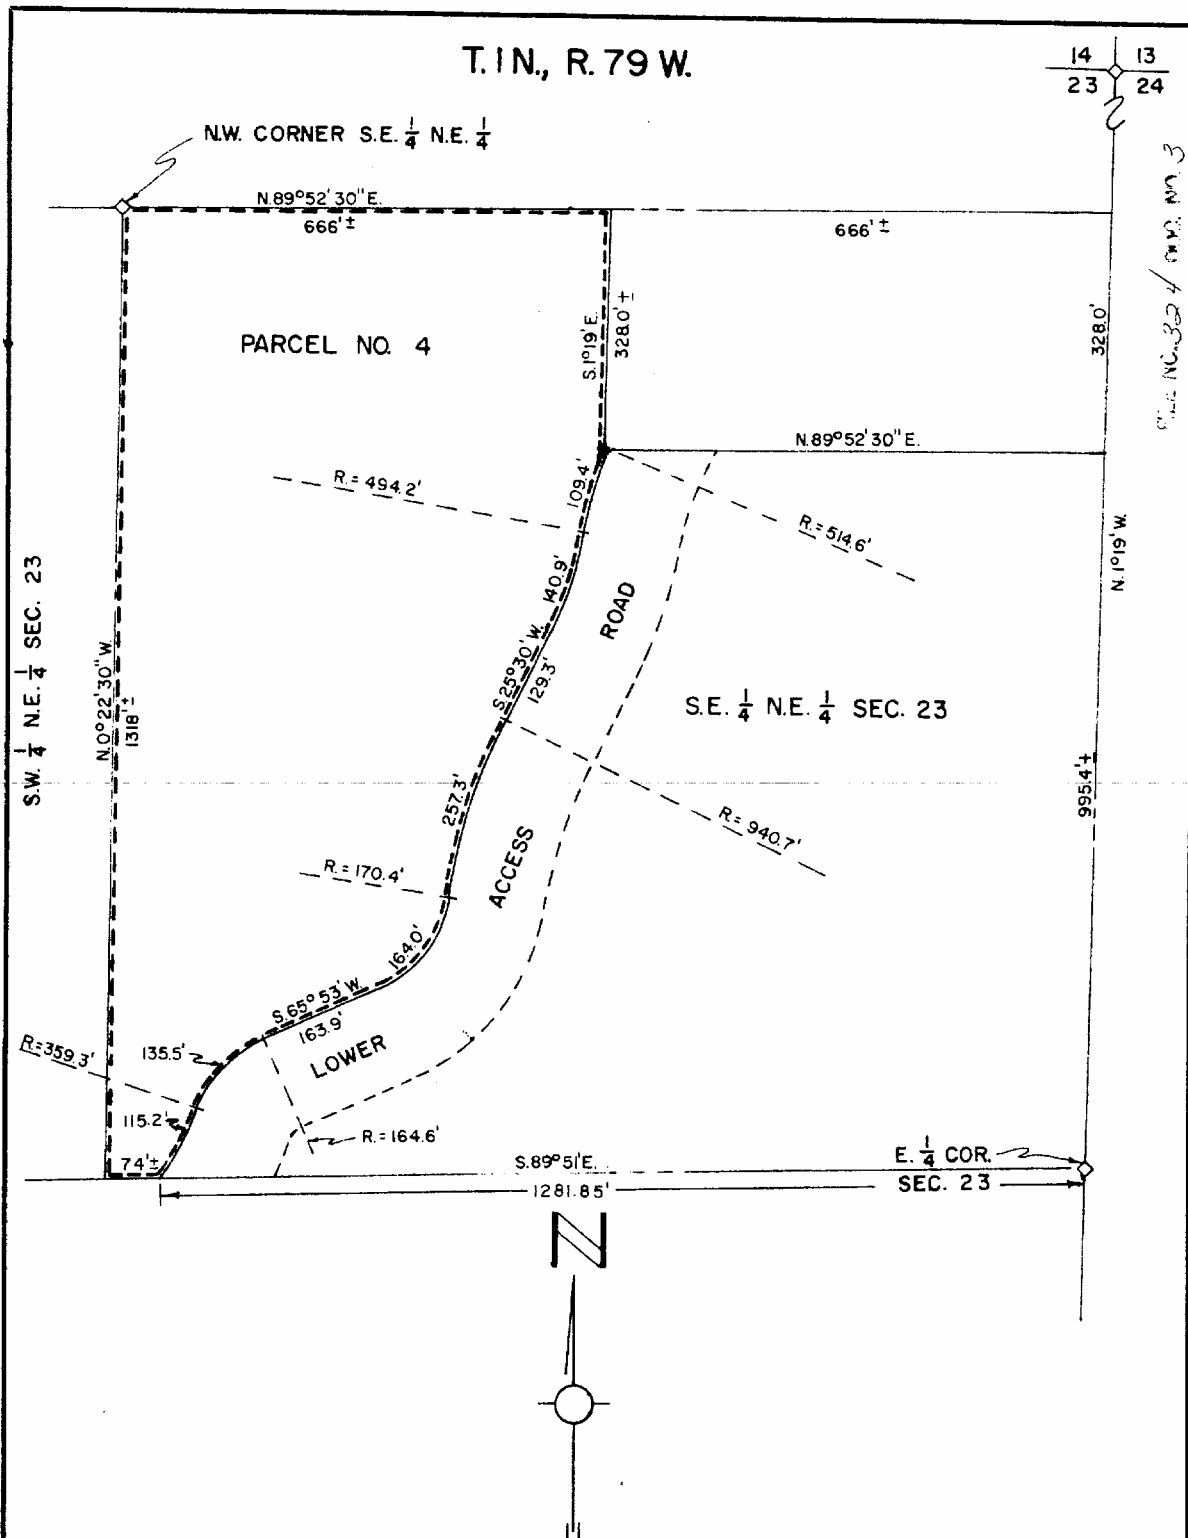 T. 1 N., R. 79 W.
14 13
23 24
N.W. CORNER S.E. 1/4 N.E. 1/4
N.89°52'30"E.
666'±
666'±
PARCEL NO. 4
S.1°19'E.
328.0'±
328.0'
N.89°52'30"E.
R.=494.2'
109.4'
R.=514.6'
N.1°19'W.
140.9'
ROAD
S.W. 1/4 N.E. 1/4 SEC. 23
N.0°22'30"W.
1318'±
S.25°30'W.
129.3'
S.E. 1/4 N.E. 1/4 SEC. 23
257.3'
R.=940.7'
995.4'±
R.=170.4'
ACCESS
164.0'
S.65°53'W.
163.9'
LOWER
R=359.3'
135.5'
115.2'
R.=164.6'
74'±
S.89°51'E.
E. 1/4 COR.
SEC. 23
1281.85'
N
NO. 324 NO. 3